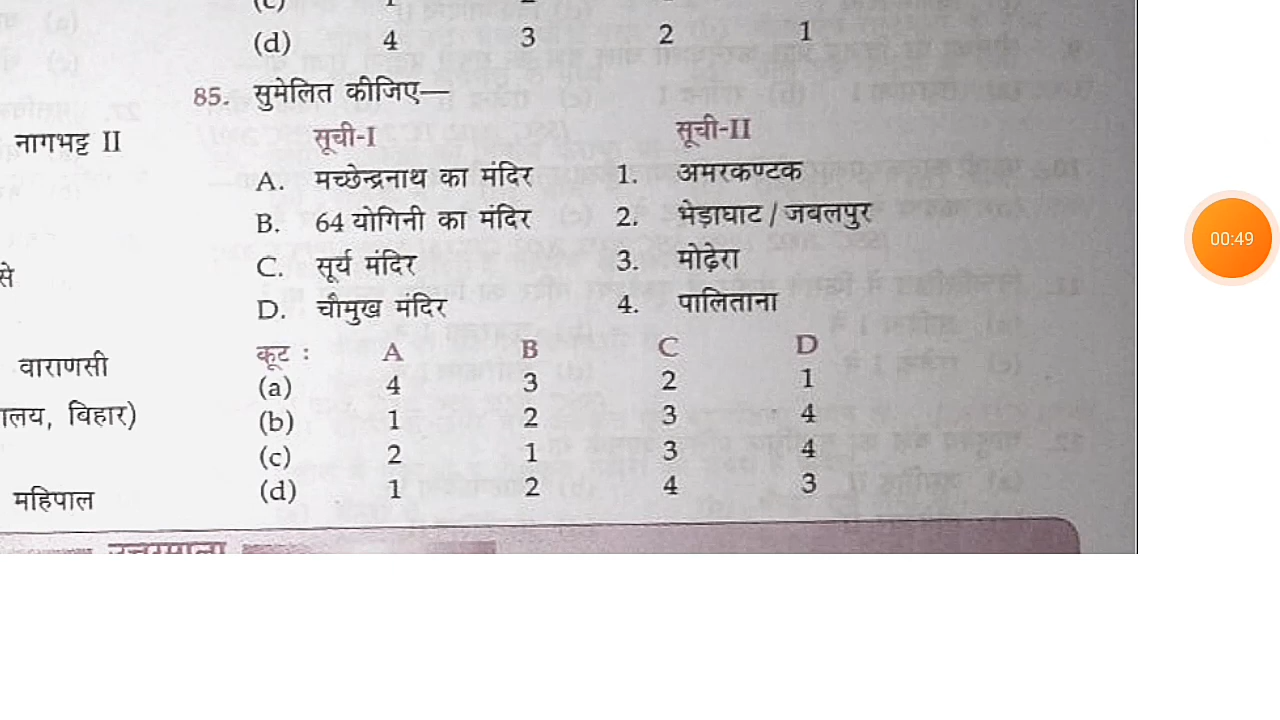 (d) 4 3 2 1
85. सुमेलित कीजिए—
नागभट्ट II
सूची-I सूची-II
A. मच्छेन्द्रनाथ का मंदिर 1. अमरकण्टक
B. 64 योगिनी का मंदिर 2. भेड़ाघाट / जबलपुर
से
C. सूर्य मंदिर 3. मोढ़ेरा
D. चौमुख मंदिर 4. पालिताना
वाराणसी
कूट : A B C D
(a) 4 3 2 1
ालय, बिहार)
(b) 1 2 3 4
(c) 2 1 3 4
महिपाल
(d) 1 2 4 3
उत्तरमाला
00:49